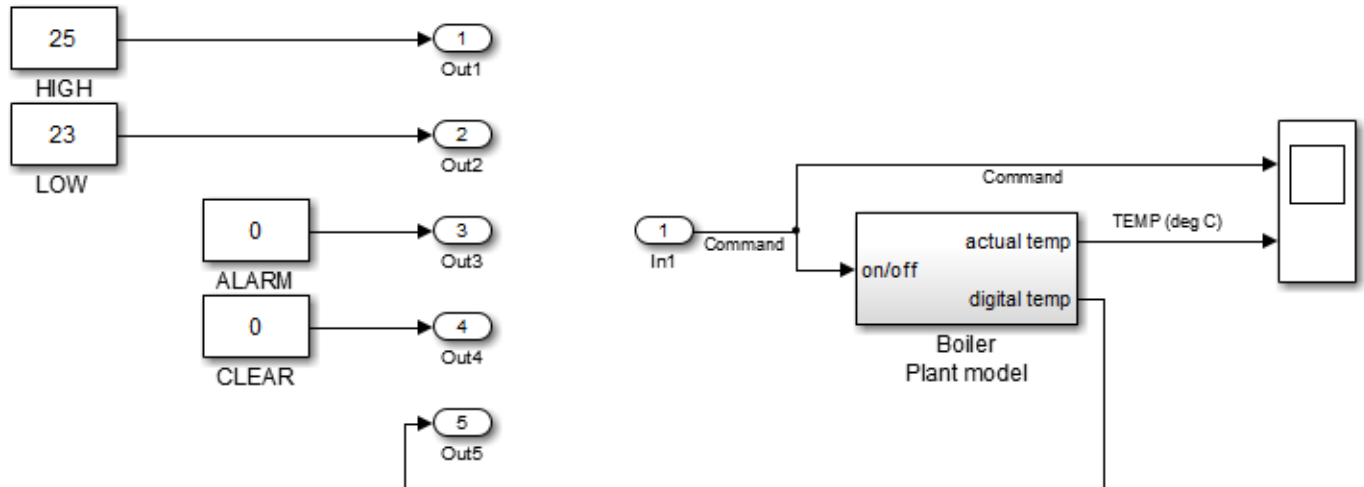 25
HIGH
1
Out1
23
LOW
2
Out2
0
ALARM
3
Out3
0
CLEAR
4
Out4
5
Out5
1
In1
Command
Command
TEMP (deg C)
on/off
actual temp
digital temp
Boiler
Plant model